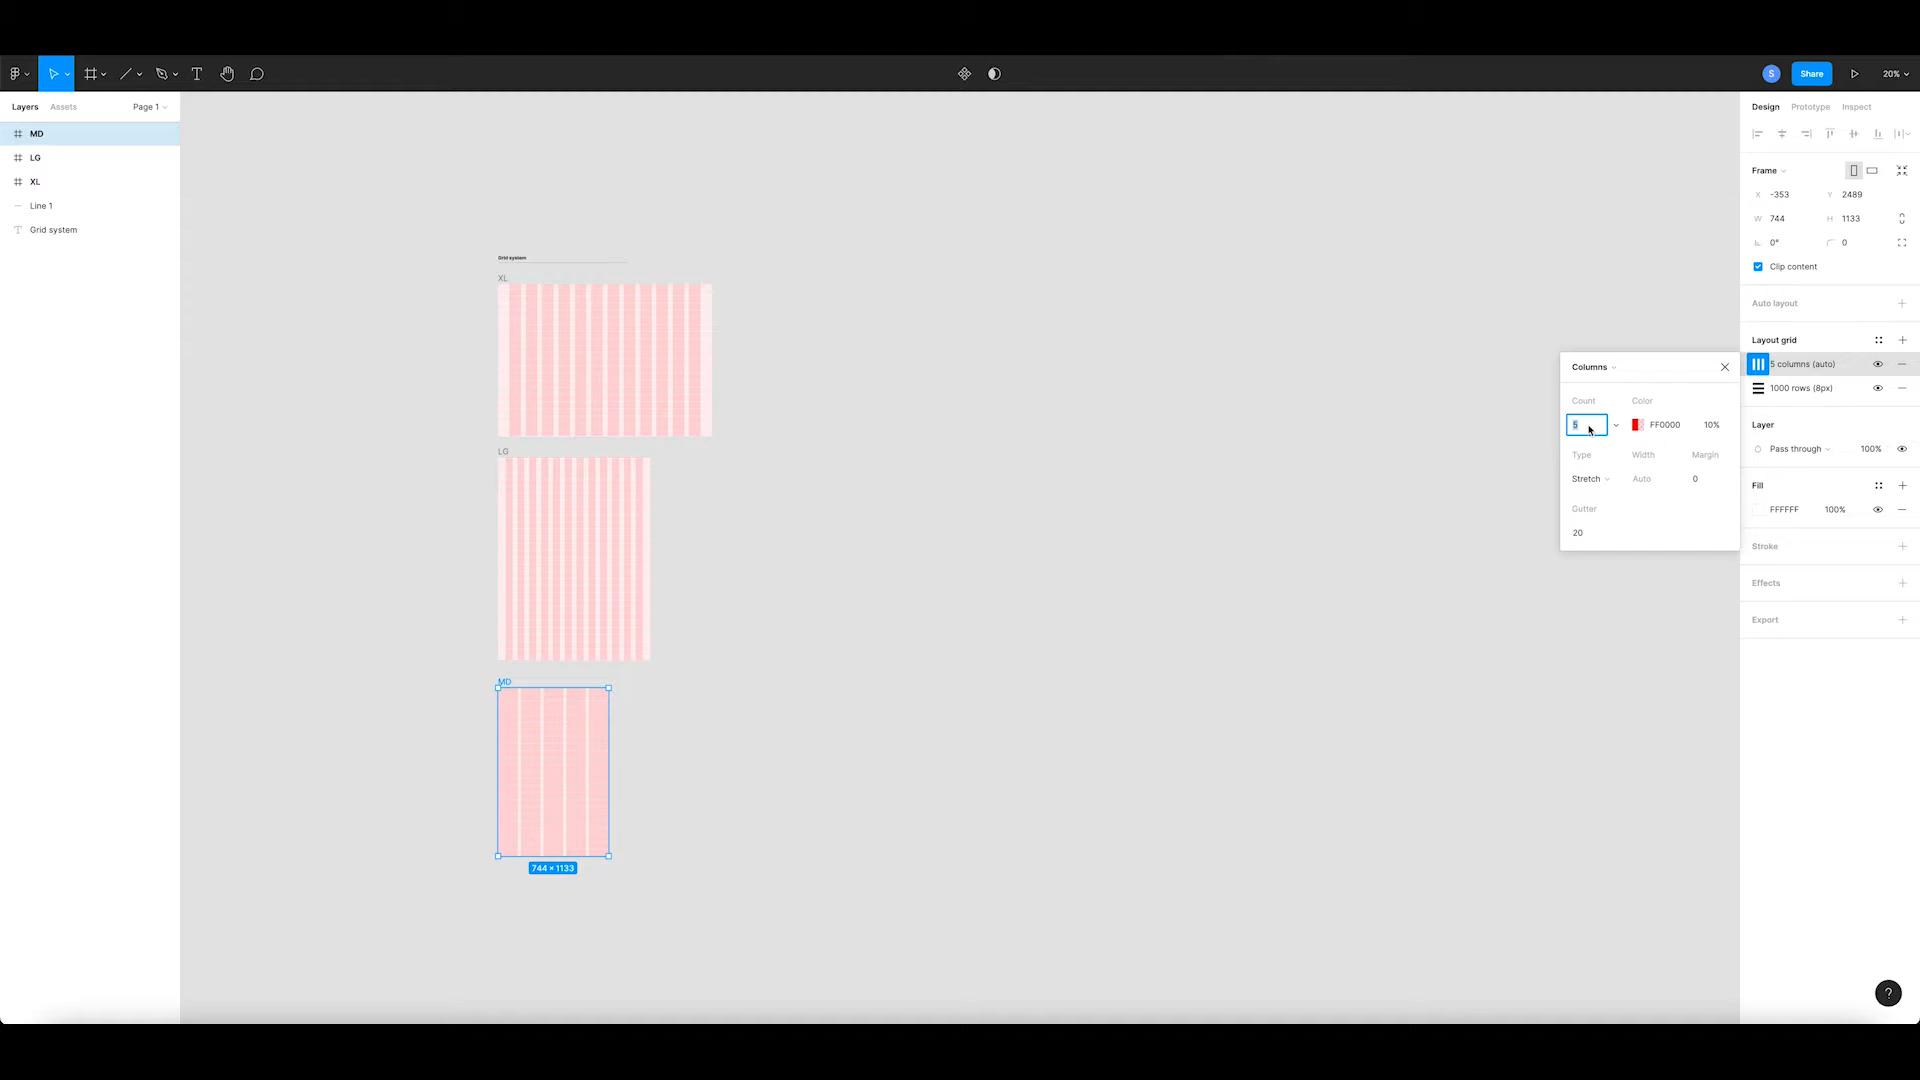 S
Share
20%
Layers
Assets
Page 1
MD
LG
XL
Line 1
Grid system
Grid system
XL
LG
MD
744 × 1133
Columns
Count
Color
5
FF0000
10%
Type
Width
Margin
Stretch
Auto
0
Gutter
20
Design
Prototype
Inspect
Frame
X -353
Y 2489
W 744
H 1133
0°
0
Clip content
Auto layout
Layout grid
5 columns (auto)
1000 rows (8px)
Layer
Pass through
100%
Fill
FFFFFF
100%
Stroke
Effects
Export
?